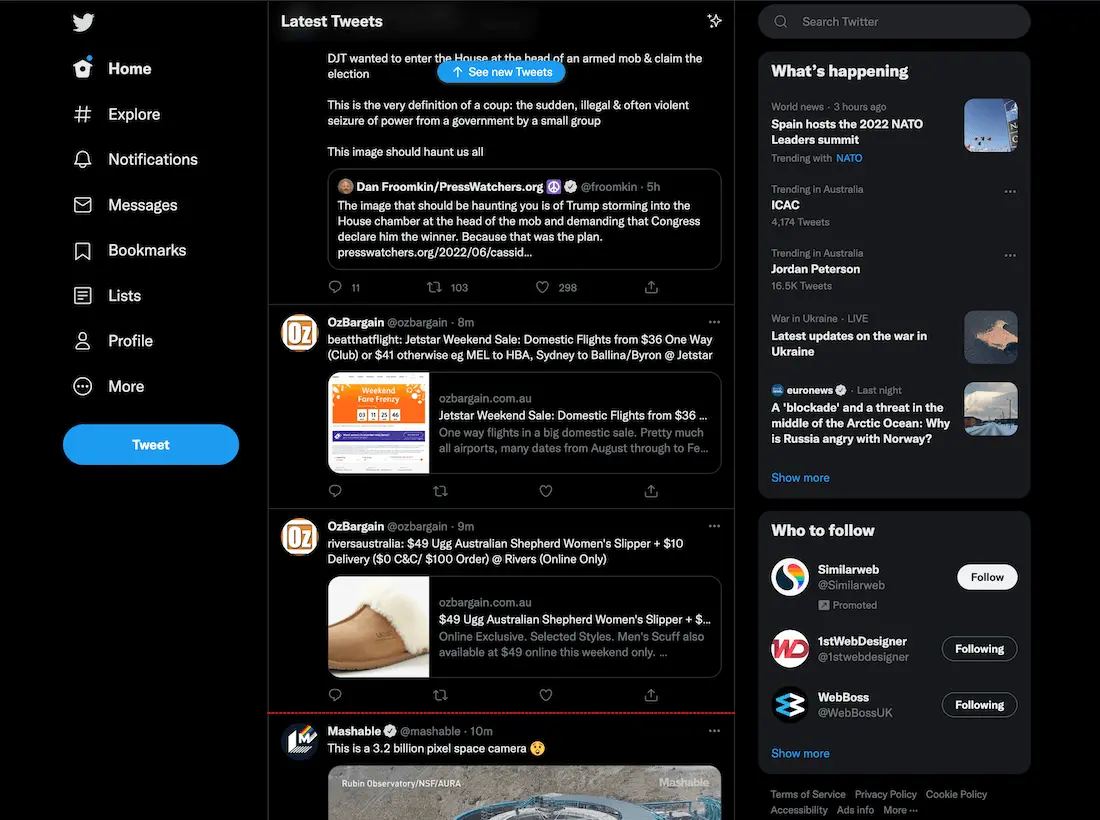 Home
Explore
Notifications
Messages
Bookmarks
Lists
Profile
More
Tweet
Latest Tweets
DJT wanted to enter the House at the head of an armed mob & claim the
election
See new Tweets
This is the very definition of a coup: the sudden, illegal & often violent
seizure of power from a government by a small group
This image should haunt us all
Dan Froomkin/PressWatchers.org @froomkin · 5h
The image that should be haunting you is of Trump storming into the
House chamber at the head of the mob and demanding that Congress
declare him the winner. Because that was the plan.
presswatchers.org/2022/06/cassid...
11 103 298
OzBargain @ozbargain · 8m
beatthatflight: Jetstar Weekend Sale: Domestic Flights from $36 One Way
(Club) or $41 otherwise eg MEL to HBA, Sydney to Ballina/Byron @ Jetstar
OZ
Weekend
Fare Frenzy
03 11 25 46
ozbargain.com.au
Jetstar Weekend Sale: Domestic Flights from $36 ...
One way flights in a big domestic sale. Pretty much
all airports, many dates from August through to Fe...
OzBargain @ozbargain · 9m
riversaustralia: $49 Ugg Australian Shepherd Women's Slipper + $10
Delivery ($0 C&C/ $100 Order) @ Rivers (Online Only)
OZ
ozbargain.com.au
$49 Ugg Australian Shepherd Women's Slipper + $...
Online Exclusive. Selected Styles. Men's Scuff also
available at $49 online this weekend only. ...
Mashable @mashable · 10m
This is a 3.2 billion pixel space camera
M
Rubin Observatory/NSF/AURA
Mashable
Search Twitter
What's happening
World news · 3 hours ago
Spain hosts the 2022 NATO
Leaders summit
Trending with NATO
Trending in Australia
ICAC
4,174 Tweets
Trending in Australia
Jordan Peterson
16.5K Tweets
War in Ukraine · LIVE
Latest updates on the war in
Ukraine
euronews · Last night
A 'blockade' and a threat in the
middle of the Arctic Ocean: Why
is Russia angry with Norway?
Show more
Who to follow
Similarweb
@Similarweb
Promoted
Follow
1stWebDesigner
@1stwebdesigner
Following
WD
WebBoss
@WebBossUK
Following
Show more
Terms of Service Privacy Policy Cookie Policy
Accessibility Ads info More ···